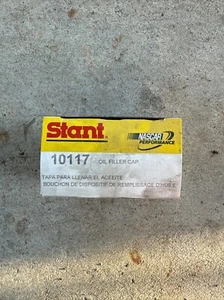 Stant
NASCAR
PERFORMANCE
10117 OIL FILLER CAP
TAPA PARA LLENAR EL ACEITE
BOUCHON DE DISPOSITIF DE REMPLISSAGE D'HUILE